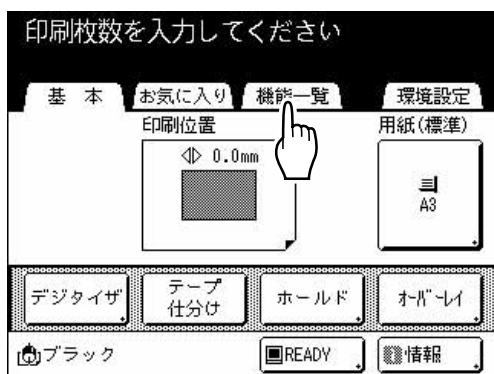 印刷枚数を入力してください
基 本 お気に入り 機能一覧 環境設定
印刷位置 用紙(標準)
0.0mm
A3
デジタイザ テープ仕分け ホールド オーバーレイ
ブラック READY 情報